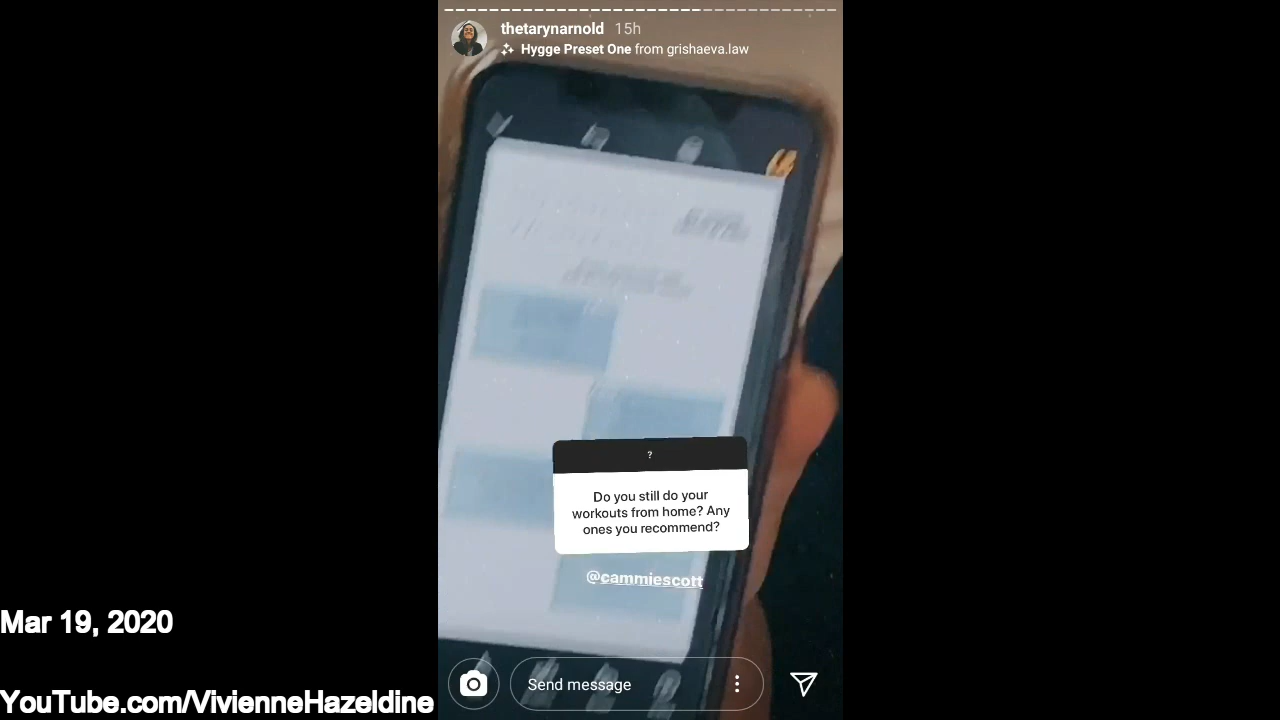 thetarynarnold 15h
Hygge Preset One from grishaeva.law
?
Do you still do your
workouts from home? Any
ones you recommend?
@cammiescott
Mar 19, 2020
Send message
YouTube.com/VivienneHazeldine